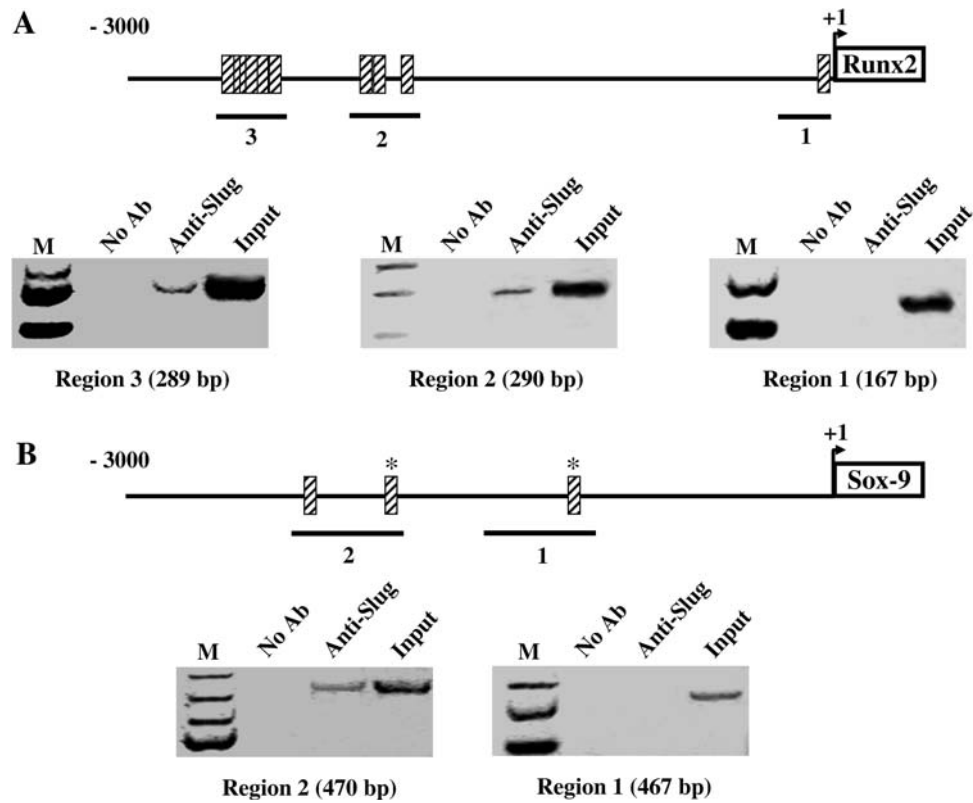 A
- 3000
+1
Runx2
3
2
1
M
No Ab
Anti-Slug
Input
M
No Ab
Anti-Slug
Input
M
No Ab
Anti-Slug
Input
Region 3 (289 bp)
Region 2 (290 bp)
Region 1 (167 bp)
B
- 3000
*
*
+1
Sox-9
2
1
M
No Ab
Anti-Slug
Input
M
No Ab
Anti-Slug
Input
Region 2 (470 bp)
Region 1 (467 bp)